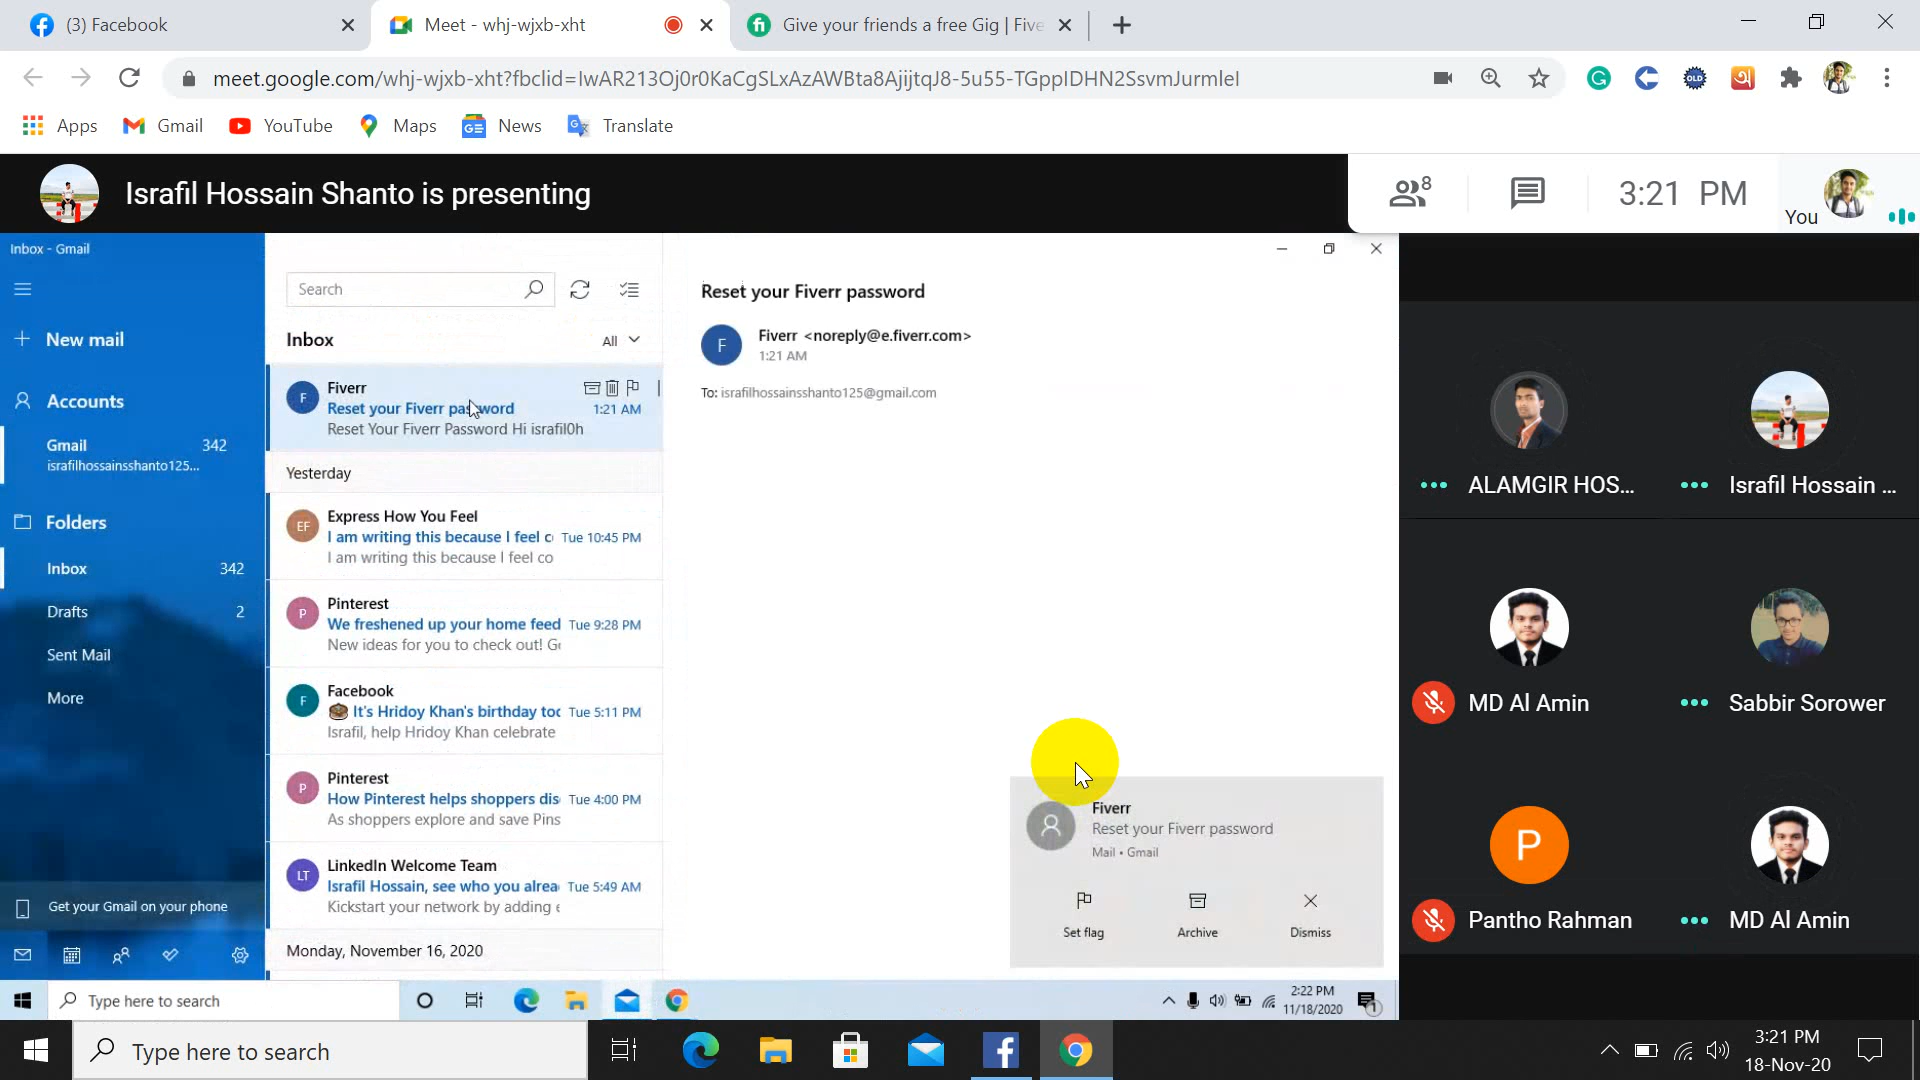 (3) Facebook
Meet - whj-wjxb-xht
Give your friends a free Gig | Five
meet.google.com/whj-wjxb-xht?fbclid=IwAR213Oj0r0KaCgSLxAzAWBta8AjijtqJ8-5u55-TGppIDHN2SsvmJurmleI
OLD
Apps
Gmail
YouTube
Maps
News
Translate
Israfil Hossain Shanto is presenting
8
3:21 PM
You
Inbox - Gmail
New mail
Accounts
Gmail 342
israfilhossainsshanto125...
Folders
Inbox 342
Drafts 2
Sent Mail
More
Get your Gmail on your phone
Search
Inbox
All
F
Fiverr
Reset your Fiverr password 1:21 AM
Reset Your Fiverr Password Hi israfil0h
Yesterday
EF
Express How You Feel
I am writing this because I feel c Tue 10:45 PM
I am writing this because I feel co
P
Pinterest
We freshened up your home feed Tue 9:28 PM
New ideas for you to check out! G
F
Facebook
It's Hridoy Khan's birthday toc Tue 5:11 PM
Israfil, help Hridoy Khan celebrate
P
Pinterest
How Pinterest helps shoppers dis Tue 4:00 PM
As shoppers explore and save Pins
LT
LinkedIn Welcome Team
Israfil Hossain, see who you alrea Tue 5:49 AM
Kickstart your network by adding e
Monday, November 16, 2020
Reset your Fiverr password
F
Fiverr <noreply@e.fiverr.com>
1:21 AM
To: israfilhossainsshanto125@gmail.com
Fiverr
Reset your Fiverr password
Mail • Gmail
Set flag
Archive
Dismiss
Type here to search
2:22 PM
11/18/2020
1
ALAMGIR HOS...
Israfil Hossain ...
MD Al Amin
Sabbir Sorower
P
Pantho Rahman
MD Al Amin
Type here to search
3:21 PM
18-Nov-20